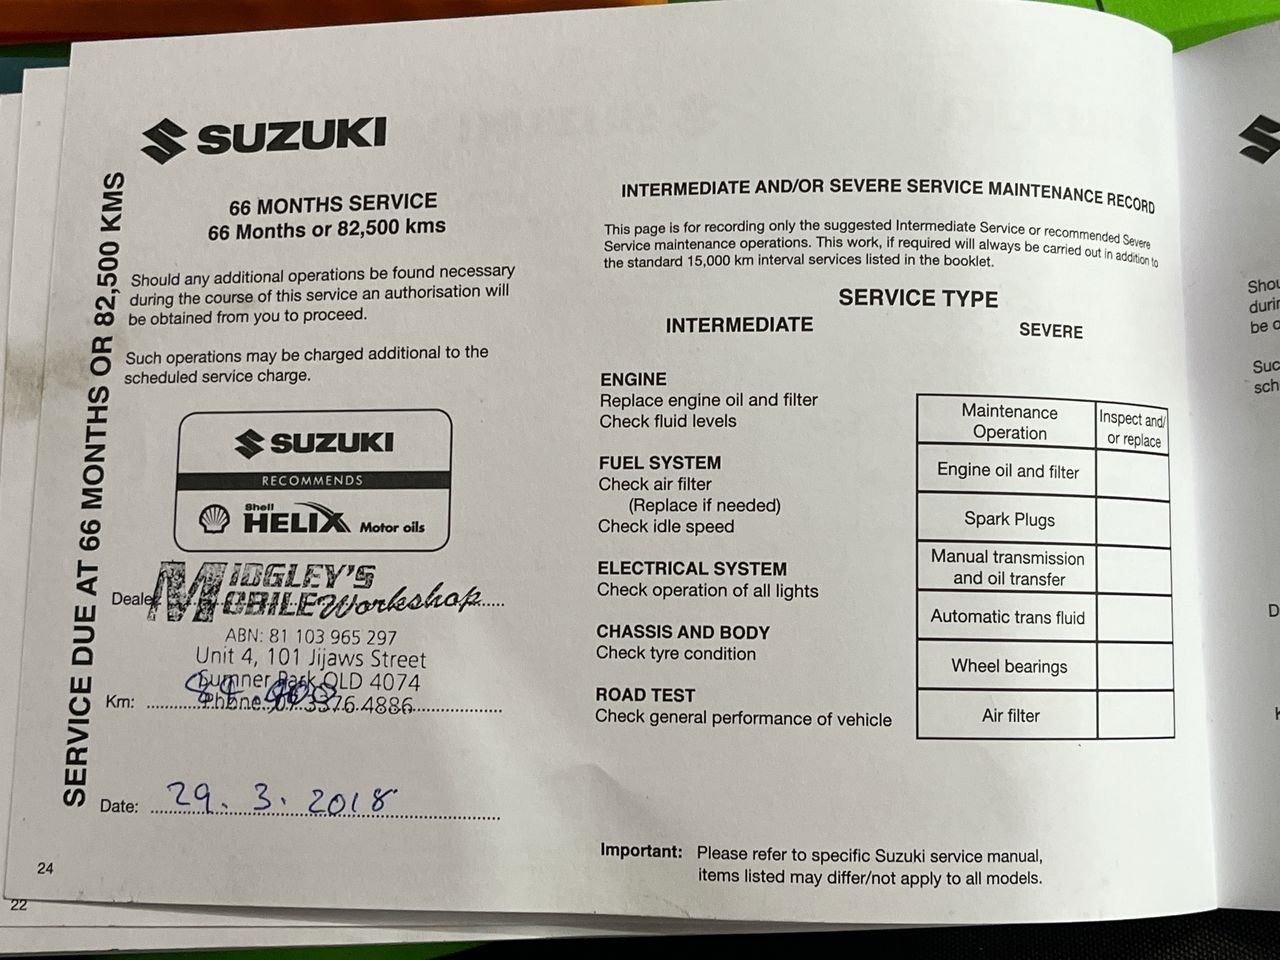 SUZUKI
SERVICE DUE AT 66 MONTHS OR 82,500 KMS
66 MONTHS SERVICE
66 Months or 82,500 kms
Should any additional operations be found necessary
during the course of this service an authorisation will
be obtained from you to proceed.
Such operations may be charged additional to the
scheduled service charge.
SUZUKI
RECOMMENDS
Shell
HELIX Motor oils
MIDGLEY'S
MOBILE Workshop
ABN: 81 103 965 297
Unit 4, 101 Jijaws Street
Sumner Park QLD 4074
Km:
Phone: 07 3376 4886
Date: 29.3.2018
24
22
INTERMEDIATE AND/OR SEVERE SERVICE MAINTENANCE RECORD
This page is for recording only the suggested Intermediate Service or recommended Severe
Service maintenance operations. This work, if required will always be carried out in addition to
the standard 15,000 km interval services listed in the booklet.
SERVICE TYPE
INTERMEDIATE
SEVERE
ENGINE
Replace engine oil and filter
Check fluid levels
FUEL SYSTEM
Check air filter
(Replace if needed)
Check idle speed
ELECTRICAL SYSTEM
Check operation of all lights
CHASSIS AND BODY
Check tyre condition
ROAD TEST
Check general performance of vehicle
Maintenance Operation
Inspect and/ or replace
Engine oil and filter
Spark Plugs
Manual transmission
and oil transfer
Automatic trans fluid
Wheel bearings
Air filter
Important: Please refer to specific Suzuki service manual,
items listed may differ/not apply to all models.